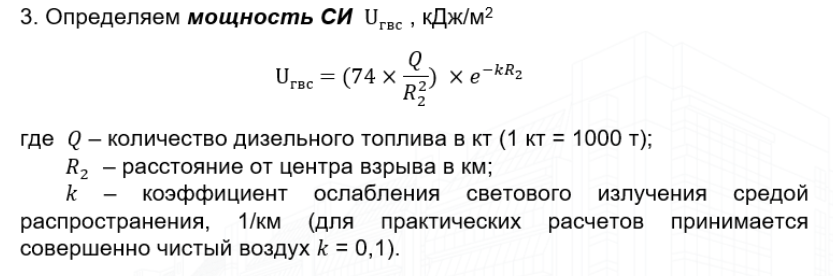 3. Определяем мощность СИ U_гвс , кДж/м²
U_гвс = (74 × Q/R₂²) × e^(−kR₂)
где Q – количество дизельного топлива в кт (1 кт = 1000 т);
R₂ – расстояние от центра взрыва в км;
k – коэффициент ослабления светового излучения средой
распространения, 1/км (для практических расчетов принимается
совершенно чистый воздух k = 0,1).